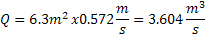 Q = 6.3m² x0.572 m/s = 3.604 m³/s